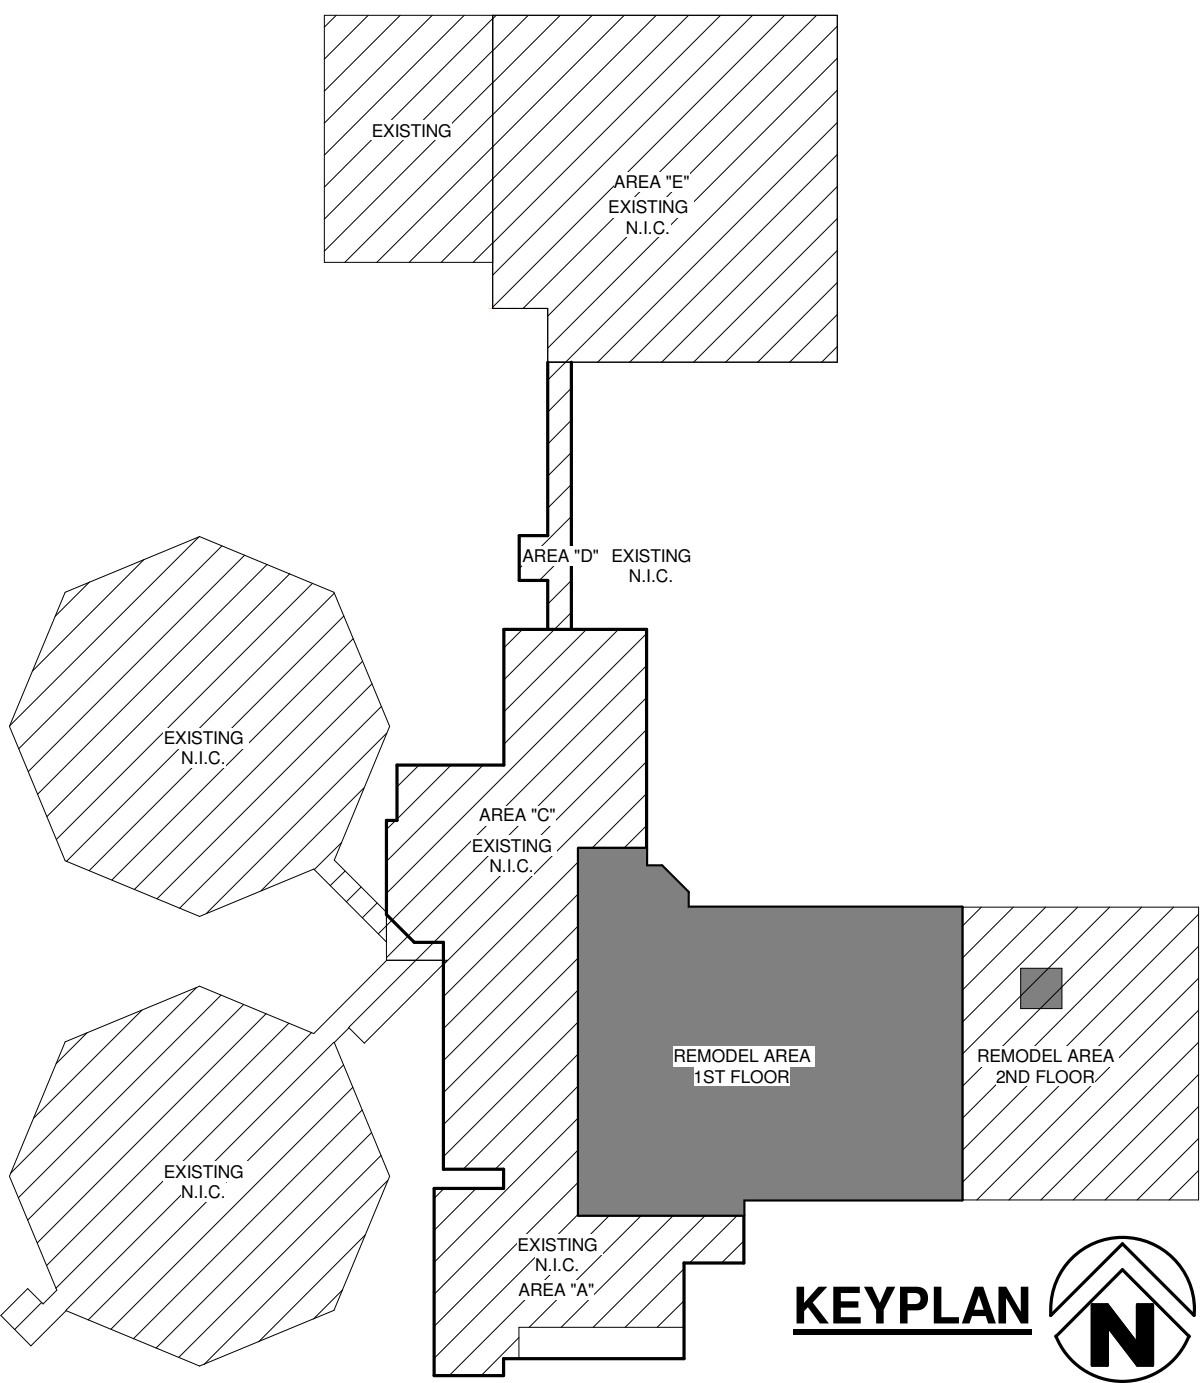 EXISTING
AREA "E"
EXISTING
N.I.C.
AREA "D"
EXISTING
N.I.C.
EXISTING
N.I.C.
AREA "C"
EXISTING
N.I.C.
REMODEL AREA
1ST FLOOR
REMODEL AREA
2ND FLOOR
EXISTING
N.I.C.
EXISTING
N.I.C.
AREA "A"
KEYPLAN
N